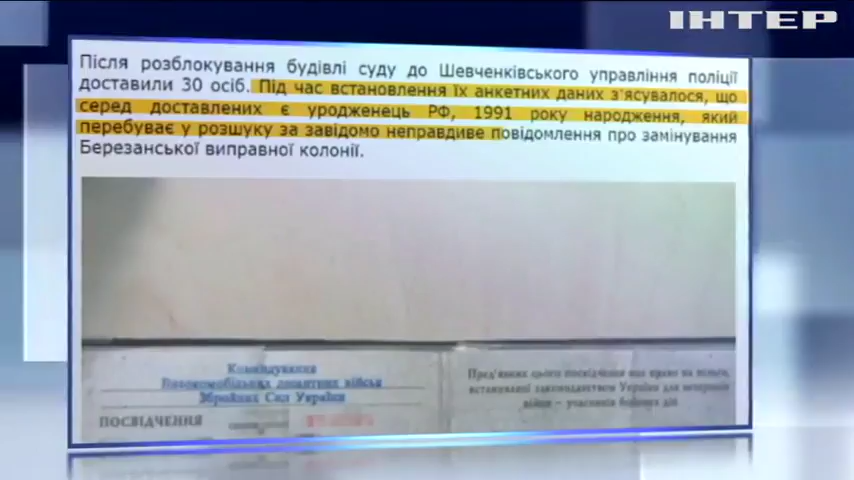 ІНТЕР
Після розблокування будівлі суду до Шевченківського управління поліції
доставили 30 осіб. Під час встановлення їх анкетних даних з'ясувалося, що
серед доставлених є уродженець РФ, 1991 року народження, який
перебуває у розшуку за завідомо неправдиве повідомлення про замінування
Березанської виправної колонії.
Командування
Високомобільних десантних військ
Збройних Сил України
ПОСВІДЧЕННЯ
Пред'явник цього посвідчення має право на пільги,
встановлені законодавством України для ветеранів
війни – учасників бойових дій